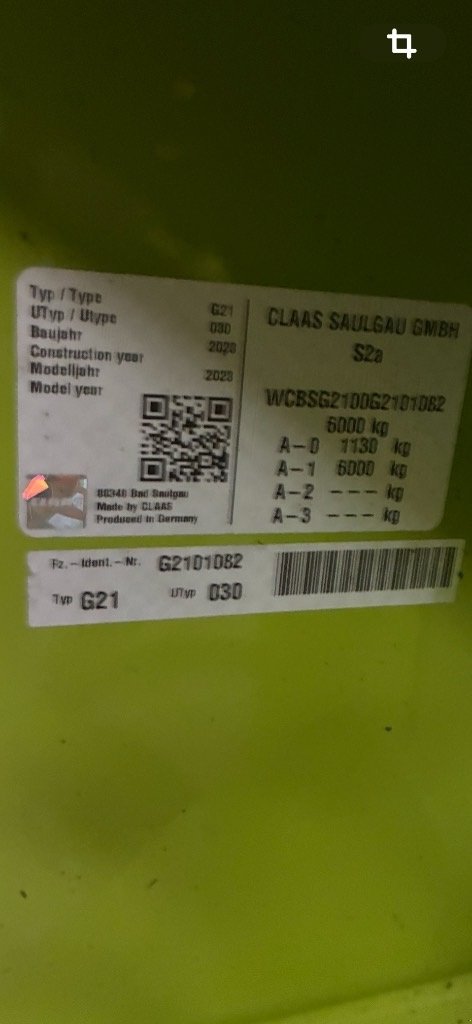 Typ / Type G21
UTyp / Utype 030
Baujahr
Construction year 2023
Modelljahr
Model year 2023
88348 Bad Saulgau
Made by CLAAS
Produced in Germany
CLAAS SAULGAU GMBH
S2a
WCBSG2100G2101082
6000 kg
A-0 1130 kg
A-1 6000 kg
A-2 --- kg
A-3 --- kg
Fz.-Ident.-Nr. G2101082
Typ G21 UTyp 030